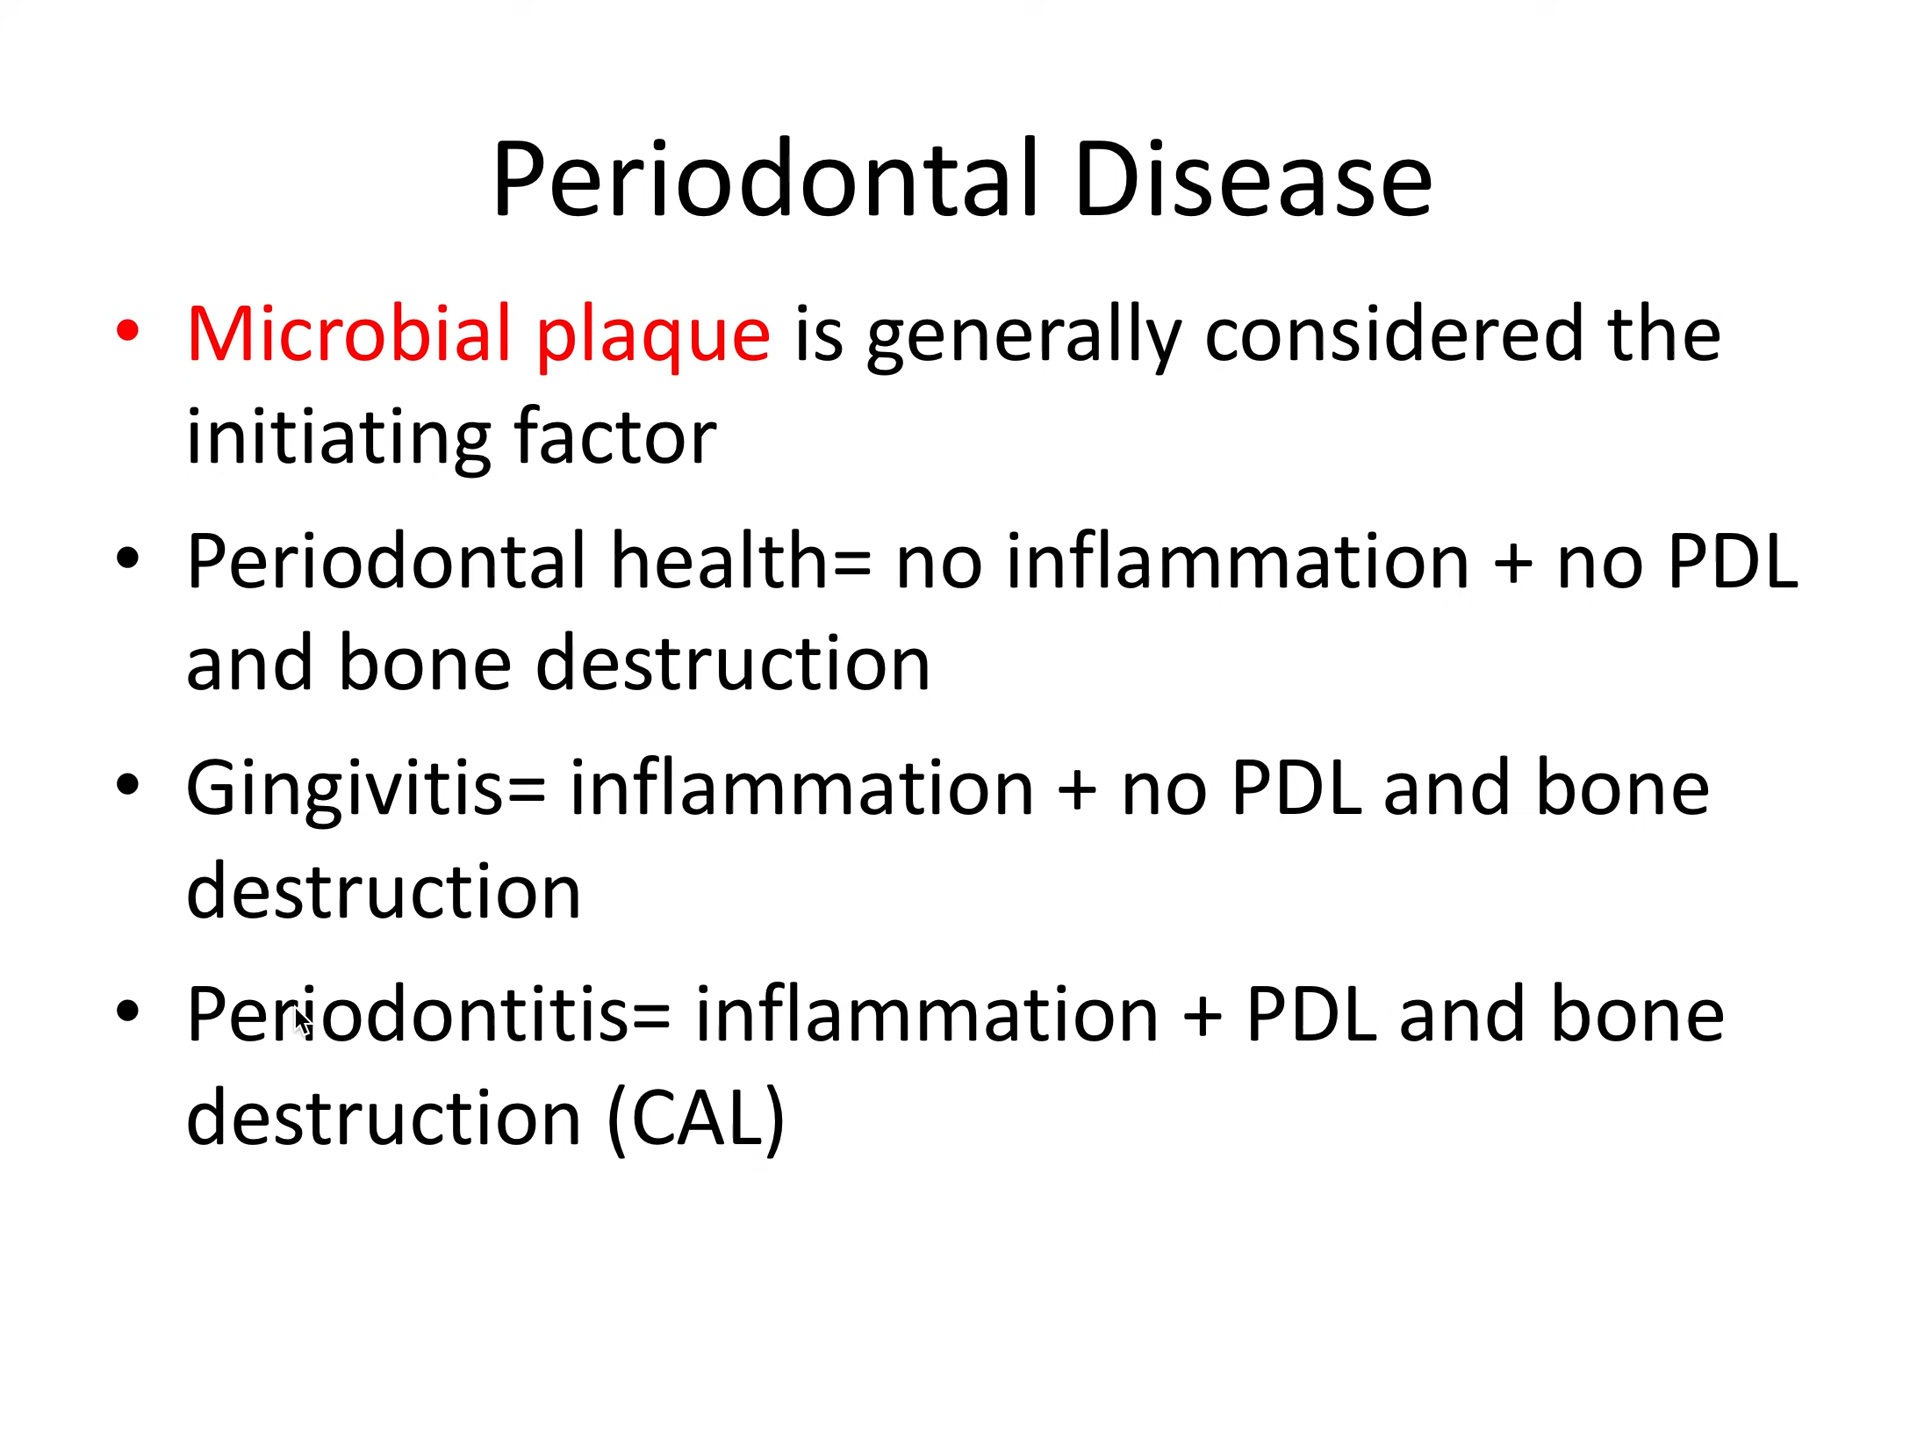 Periodontal Disease
• Microbial plaque is generally considered the
initiating factor
• Periodontal health= no inflammation + no PDL
and bone destruction
• Gingivitis= inflammation + no PDL and bone
destruction
• Periodontitis= inflammation + PDL and bone
destruction (CAL)